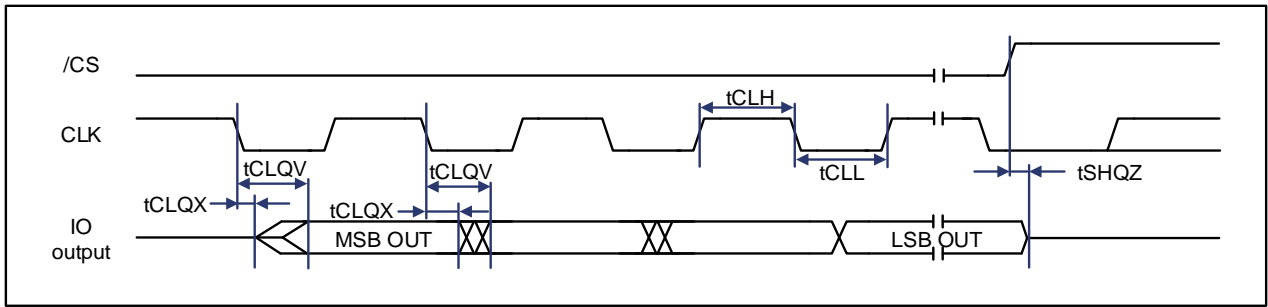 /CS
tCLH
CLK
tCLQV
tCLQV
tCLL
tSHQZ
tCLQX
tCLQX
IO
output
MSB OUT
LSB OUT